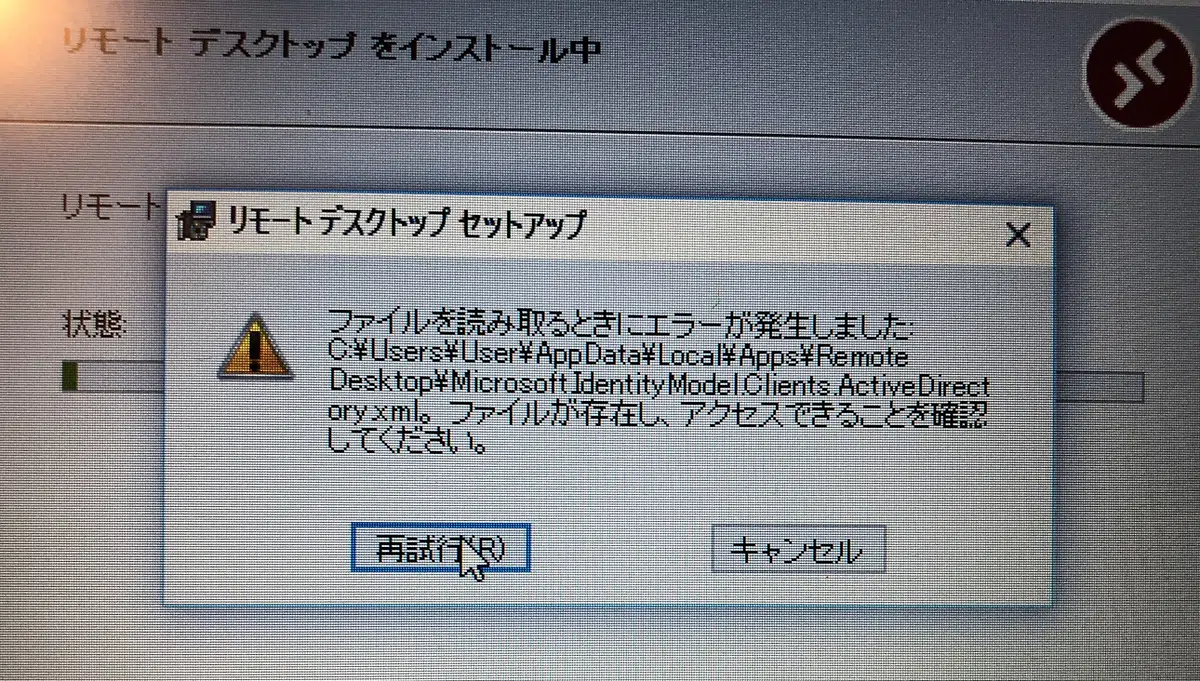 リモート デスクトップ をインストール中
リモート
リモート デスクトップ セットアップ
状態:
ファイルを読み取るときにエラーが発生しました:
C:¥Users¥User¥AppData¥Local¥Apps¥Remote
Desktop¥Microsoft.IdentityModel.Clients.ActiveDirect
ory.xml。ファイルが存在し、アクセスできることを確認
してください。
再試行(R)
キャンセル